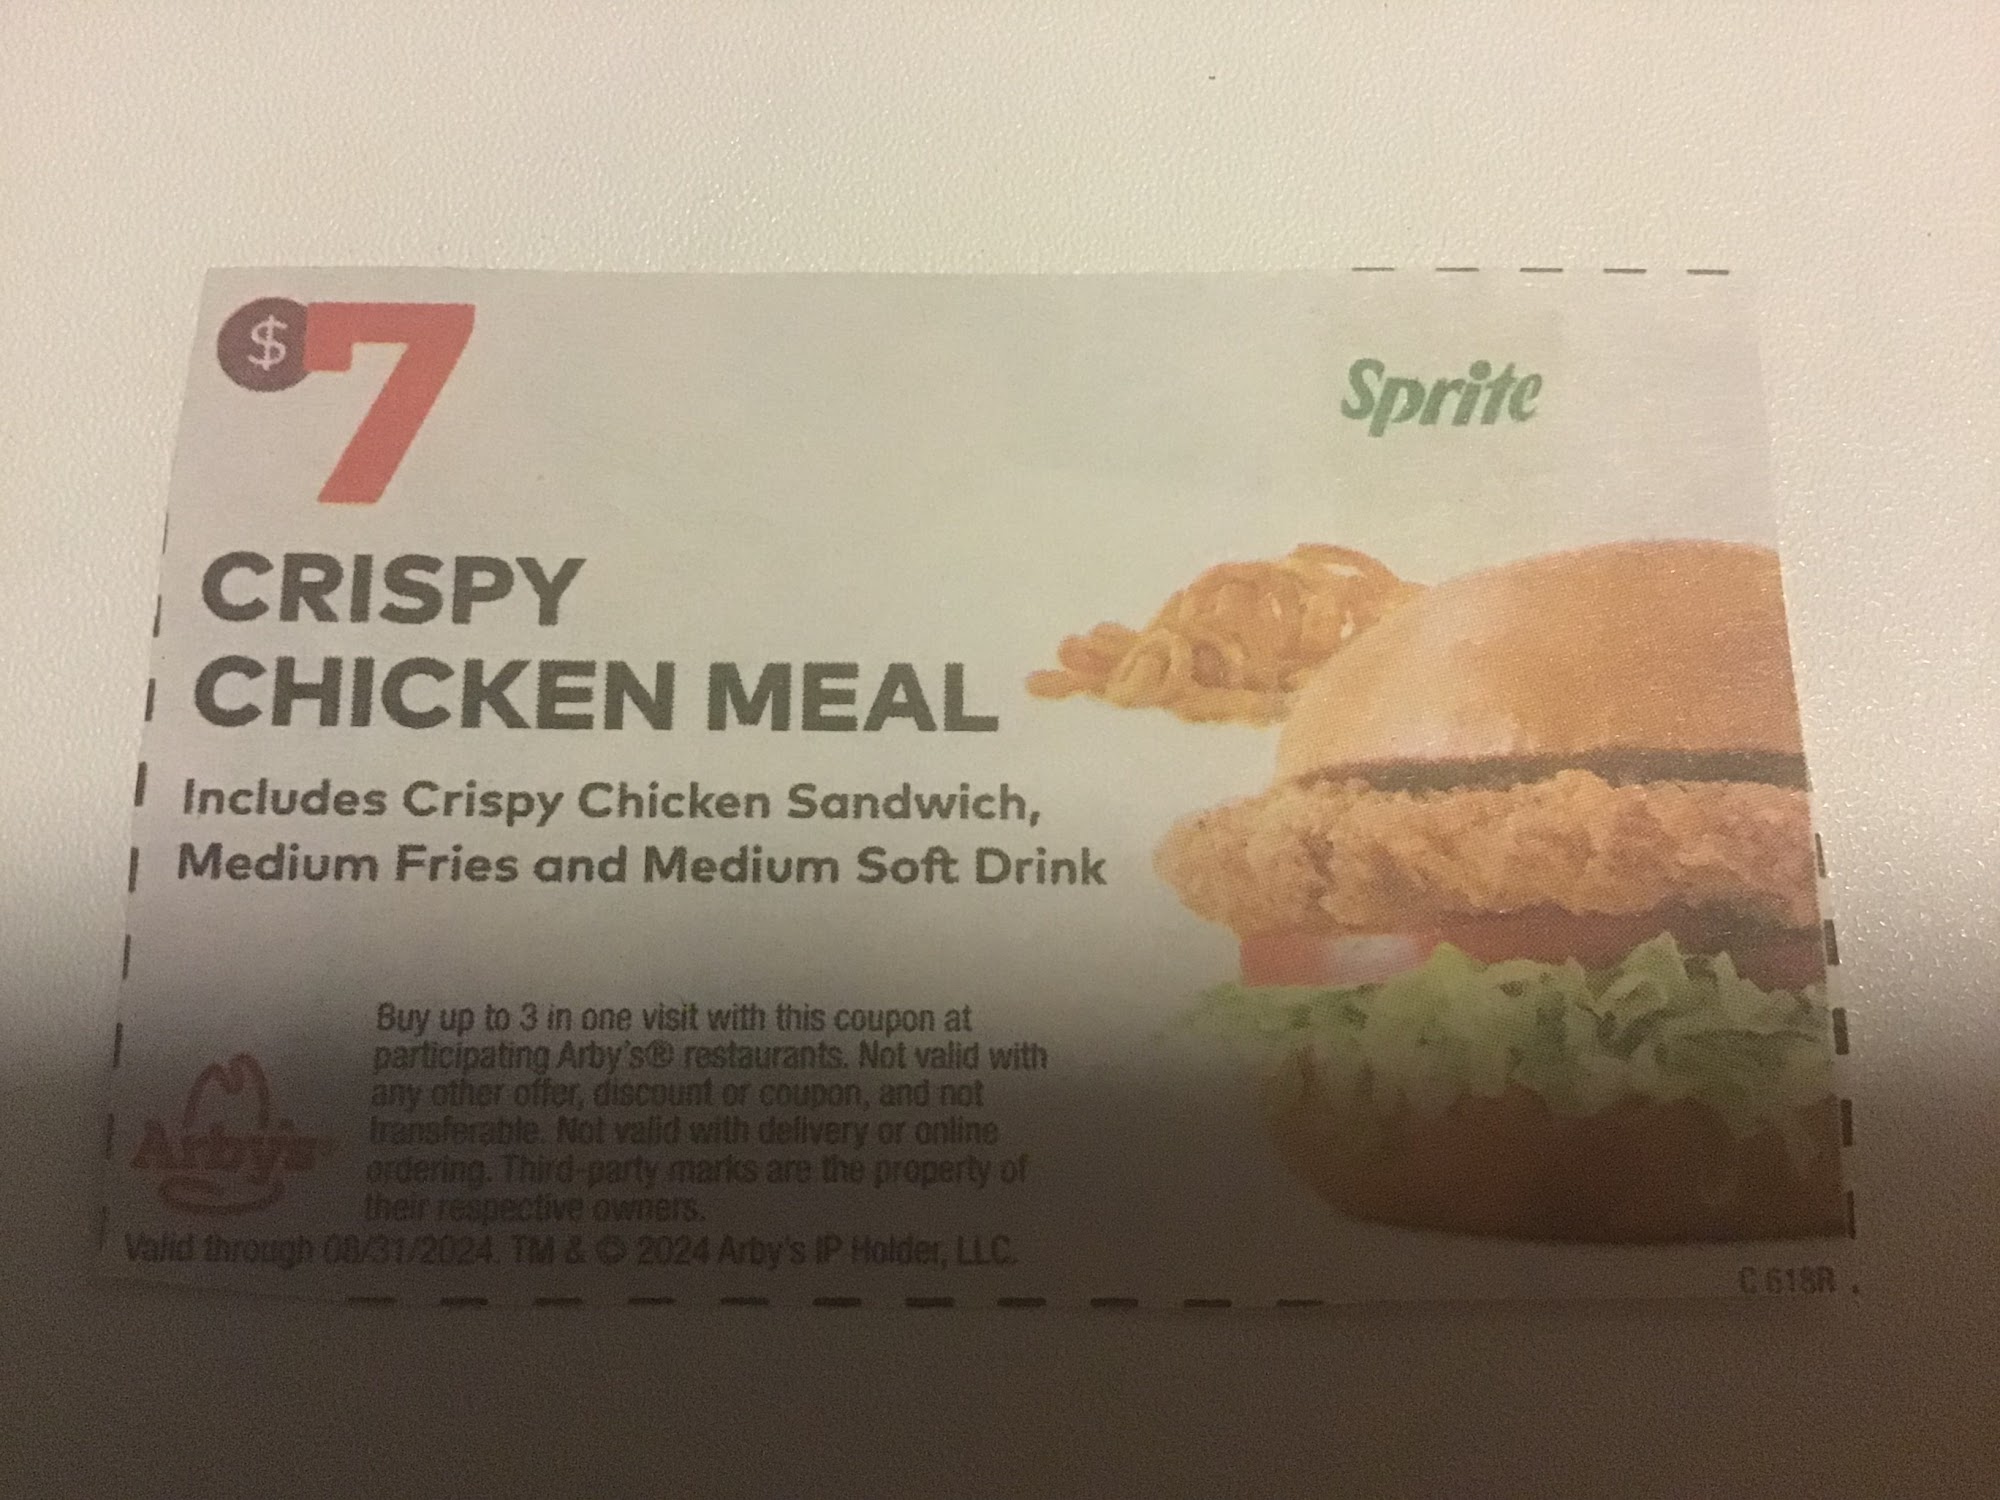 $7
Sprite
CRISPY
CHICKEN MEAL
Includes Crispy Chicken Sandwich,
Medium Fries and Medium Soft Drink
Buy up to 3 in one visit with this coupon at
participating Arby's® restaurants. Not valid with
any other offer, discount or coupon, and not
transferable. Not valid with delivery or online
ordering. Third-party marks are the property of
their respective owners.
Arby's®
Valid through 08/31/2024. TM & © 2024 Arby's IP Holder, LLC.
C 618R